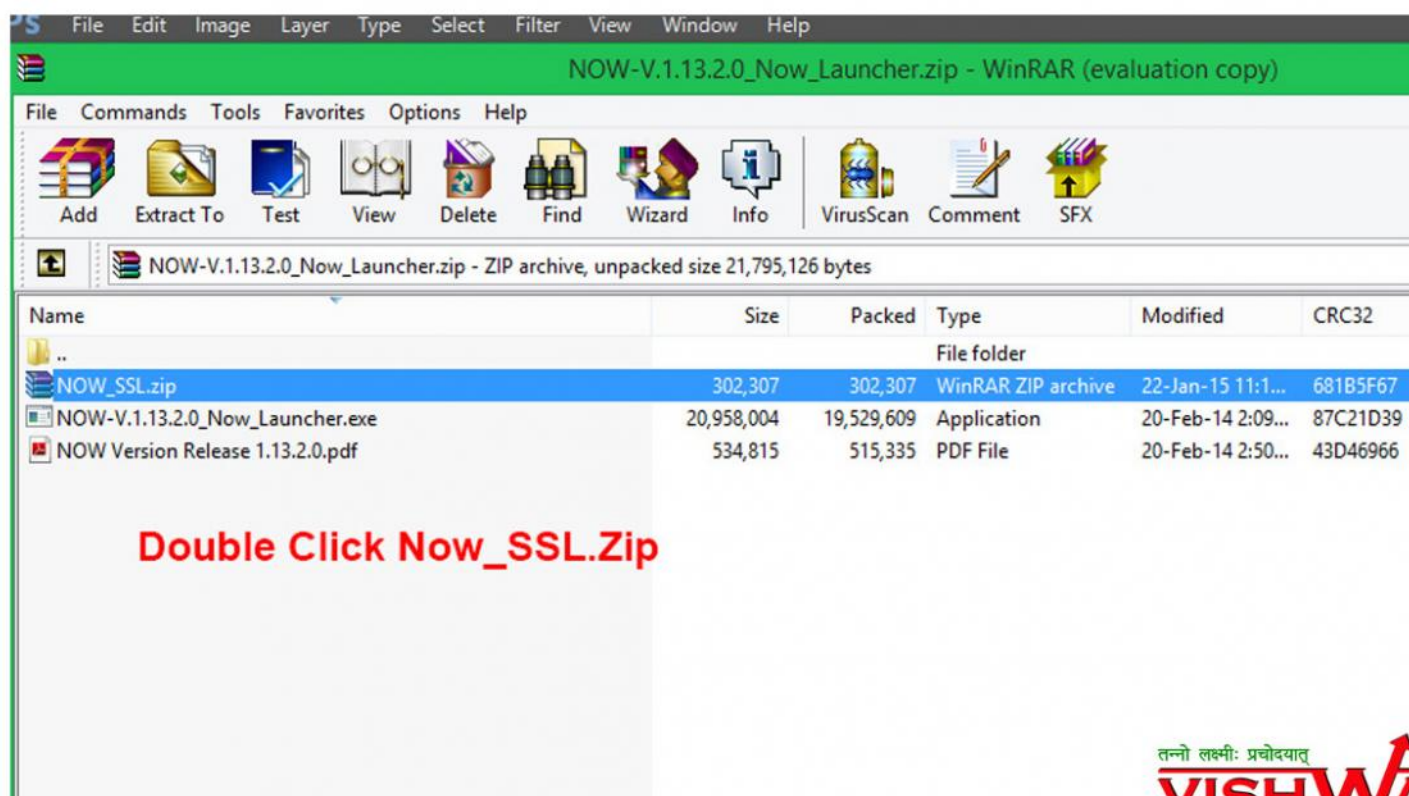 PS File Edit Image Layer Type Select Filter View Window Help
NOW-V.1.13.2.0_Now_Launcher.zip - WinRAR (evaluation copy)
File Commands Tools Favorites Options Help
Add Extract To Test View Delete Find Wizard Info VirusScan Comment SFX
NOW-V.1.13.2.0_Now_Launcher.zip - ZIP archive, unpacked size 21,795,126 bytes
Name Size Packed Type Modified CRC32
.. File folder
NOW_SSL.zip 302,307 302,307 WinRAR ZIP archive 22-Jan-15 11:1... 681B5F67
NOW-V.1.13.2.0_Now_Launcher.exe 20,958,004 19,529,609 Application 20-Feb-14 2:09... 87C21D39
NOW Version Release 1.13.2.0.pdf 534,815 515,335 PDF File 20-Feb-14 2:50... 43D46966
Double Click Now_SSL.Zip
तन्नो लक्ष्मीः प्रचोदयात्